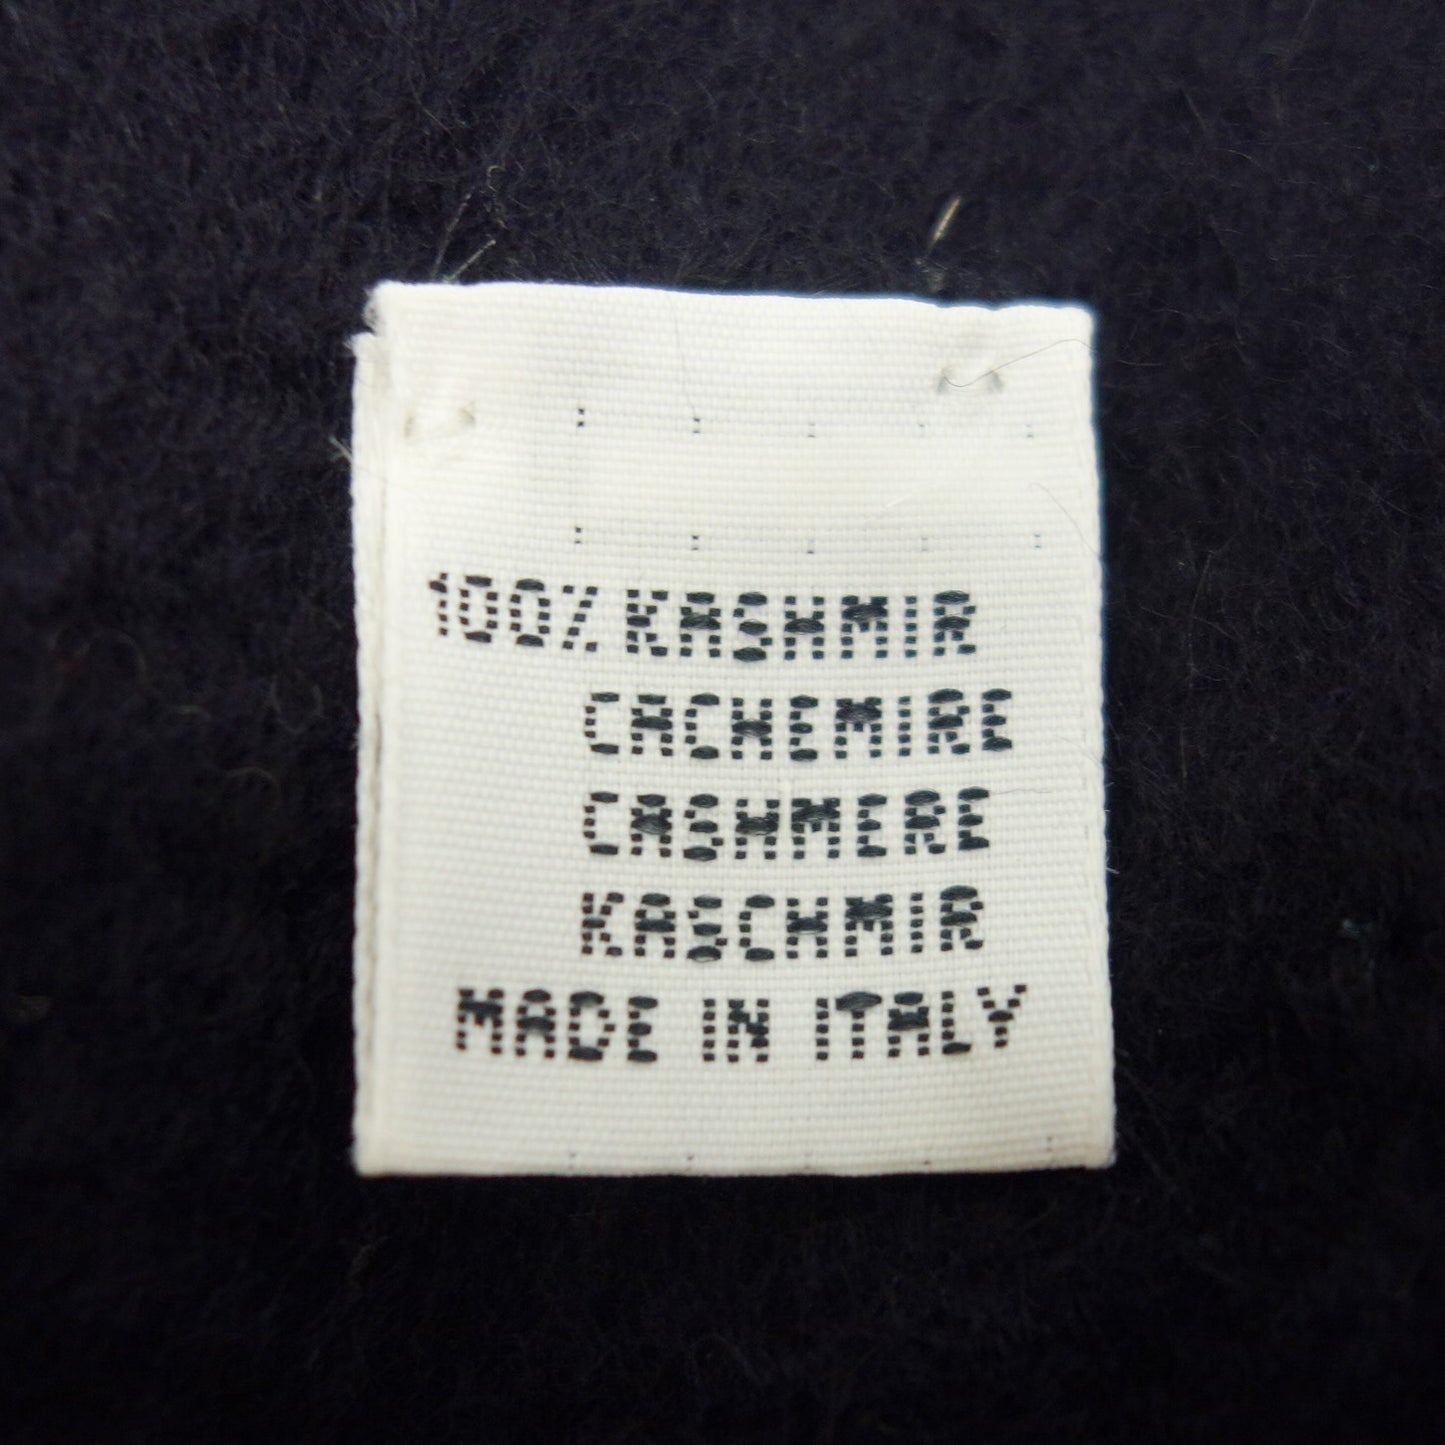 100% KASHMIR
CACHEMIRE
CASHMERE
KASCHMIR
MADE IN ITALY